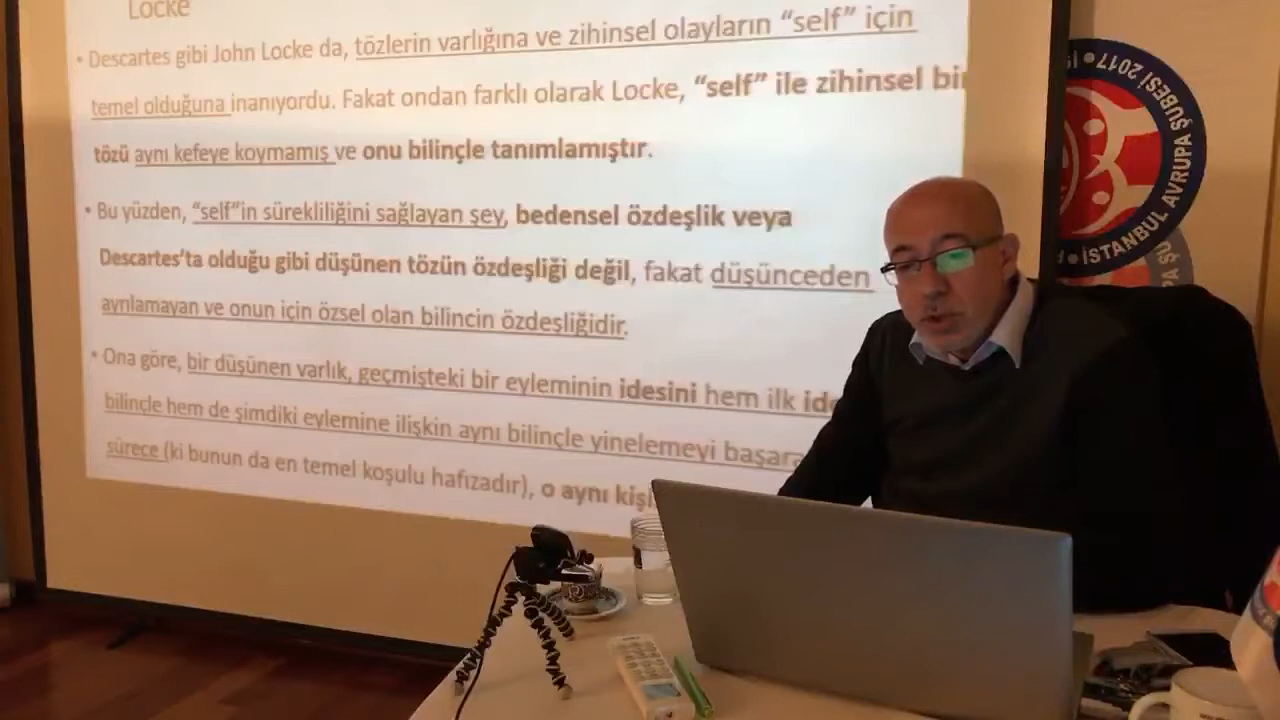 Locke
• Descartes gibi John Locke da, tözlerin varlığına ve zihinsel olayların “self” için
temel olduğuna inanıyordu. Fakat ondan farklı olarak Locke, “self” ile zihinsel bir
tözü aynı kefeye koymamış ve onu bilinçle tanımlamıştır.
• Bu yüzden, “self”in sürekliliğini sağlayan şey, bedensel özdeşlik veya
Descartes’ta olduğu gibi düşünen tözün özdeşliği değil, fakat düşünceden
ayrılamayan ve onun için özsel olan bilincin özdeşliğidir.
• Ona göre, bir düşünen varlık, geçmişteki bir eyleminin idesini hem ilk
bilinçle hem de şimdiki eylemine ilişkin aynı bilinçle yinelemeyi
sürece (ki bunun da en temel koşulu hafızadır), o aynı
İSTANBUL AVRUPA ŞUBESİ 2017